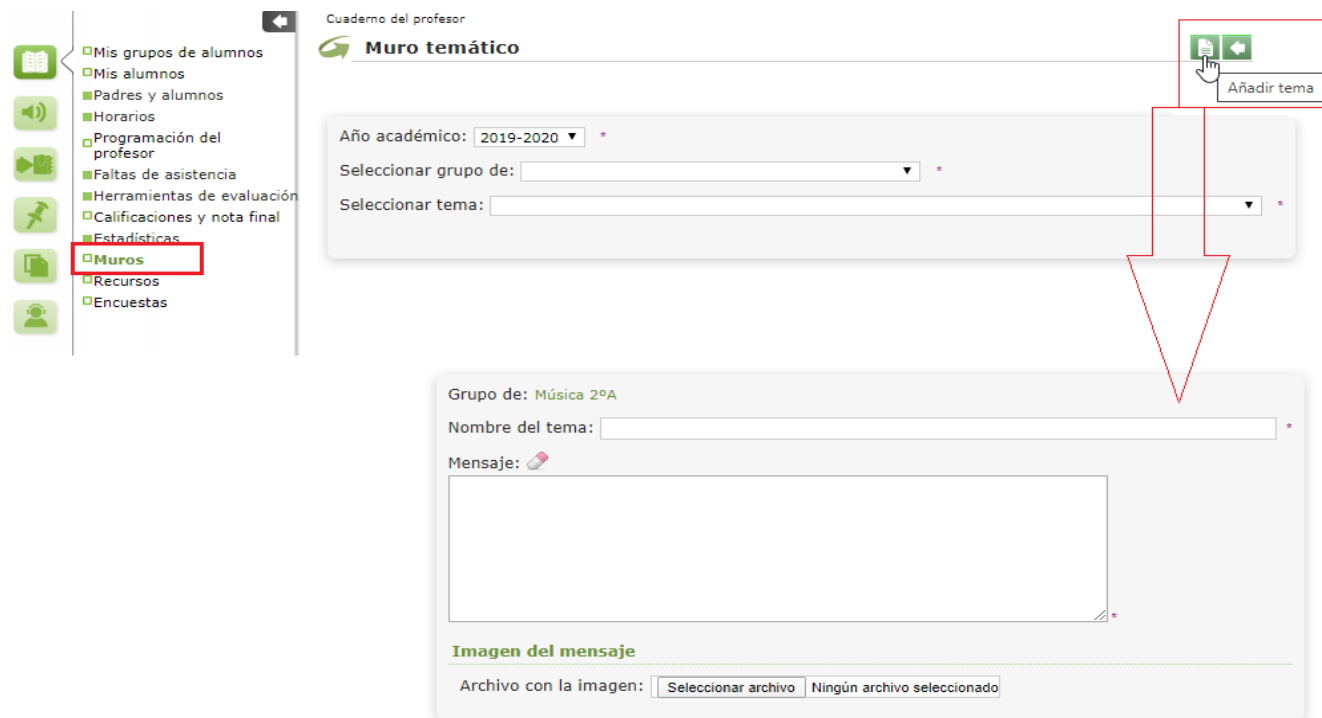 Mis grupos de alumnos
Mis alumnos
Padres y alumnos
Horarios
Programación del
profesor
Faltas de asistencia
Herramientas de evaluación
Calificaciones y nota final
Estadísticas
Muros
Recursos
Encuestas
Cuaderno del profesor
Muro temático
Añadir tema
Año académico: 2019-2020 *
Seleccionar grupo de: *
Seleccionar tema: *
Grupo de: Música 2ºA
Nombre del tema: *
Mensaje:
*
Imagen del mensaje
Archivo con la imagen: Seleccionar archivo Ningún archivo seleccionado